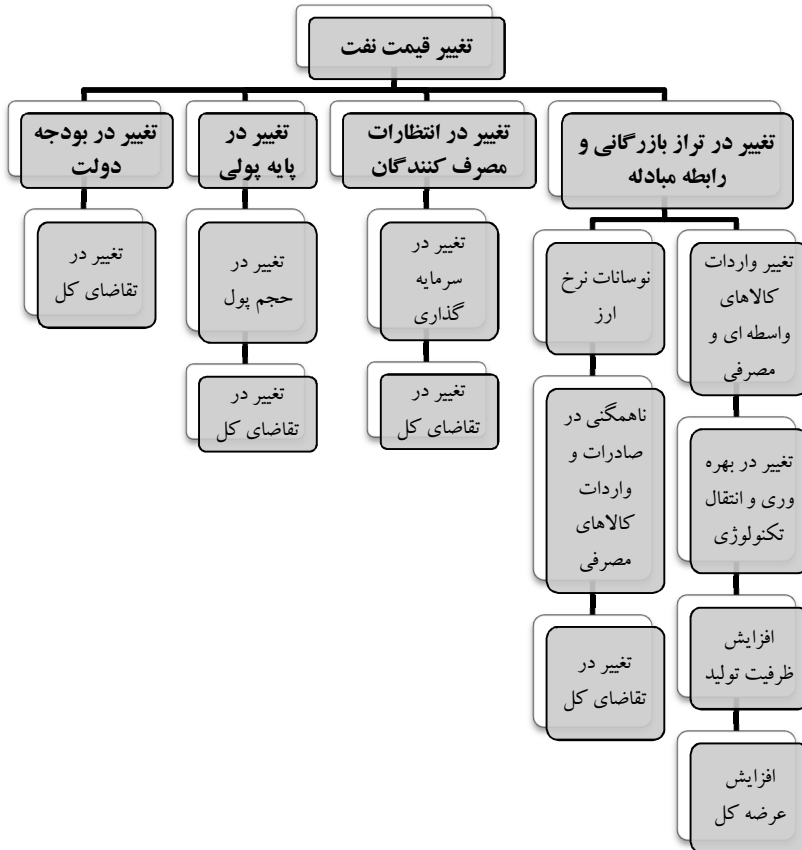 تغییر قیمت نفت
تغییر در تراز بازرگانی و
رابطه مبادله
تغییر در انتظارات
مصرف کنندگان
تغییر در
پایه پولی
تغییر در بودجه
دولت
تغییر واردات
کالاهای
واسطه ای و
مصرفی
تغییر در بهره
وری و انتقال
تکنولوژی
افزایش
ظرفیت تولید
افزایش
عرضه کل
نوسانات نرخ
ارز
ناهمگنی در
صادرات و
واردات
کالاهای
مصرفی
تغییر در
تقاضای کل
تغییر در
سرمایه
گذاری
تغییر در
تقاضای کل
تغییر در
حجم پول
تغییر در
تقاضای کل
تغییر در
تقاضای کل